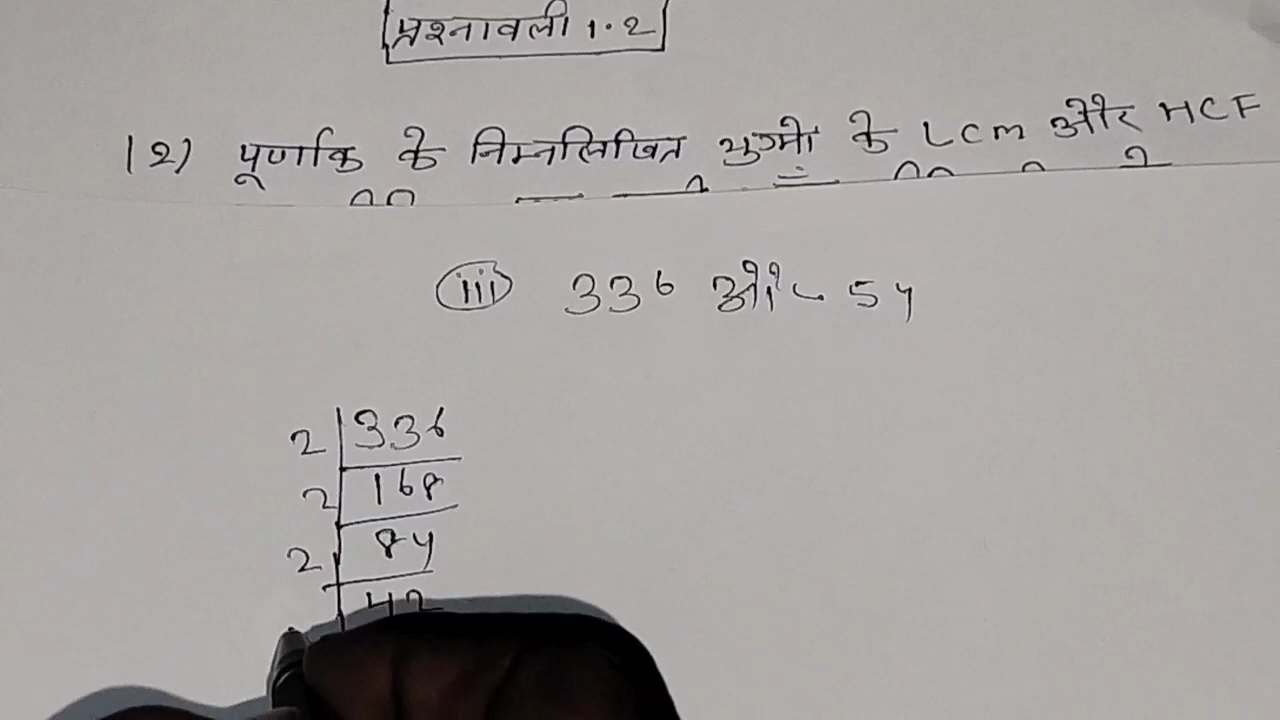 प्रश्नावली 1.2
(2) पूर्णांक के निम्नलिखित युग्मों के LCM और HCF
(iii) 336 और 54
2 | 336
2 | 168
2 | 84
42